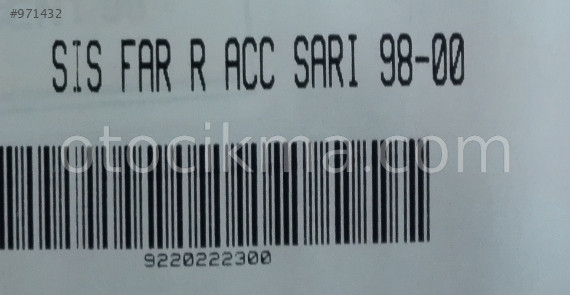 #971432
SIS FAR R ACC SARI 98-00
otocikma.com
9220222300